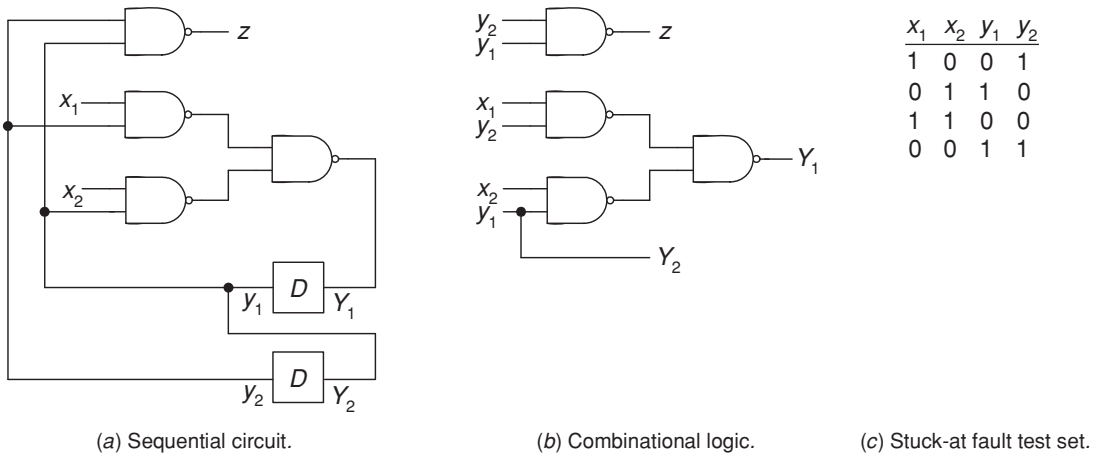 z
x₁
x₂
D
y₁
Y₁
D
y₂
Y₂
(a) Sequential circuit.
y₂
y₁
z
x₁
y₂
x₂
y₁
Y₁
Y₂
(b) Combinational logic.
x₁ x₂ y₁ y₂
1 0 0 1
0 1 1 0
1 1 0 0
0 0 1 1
(c) Stuck-at fault test set.